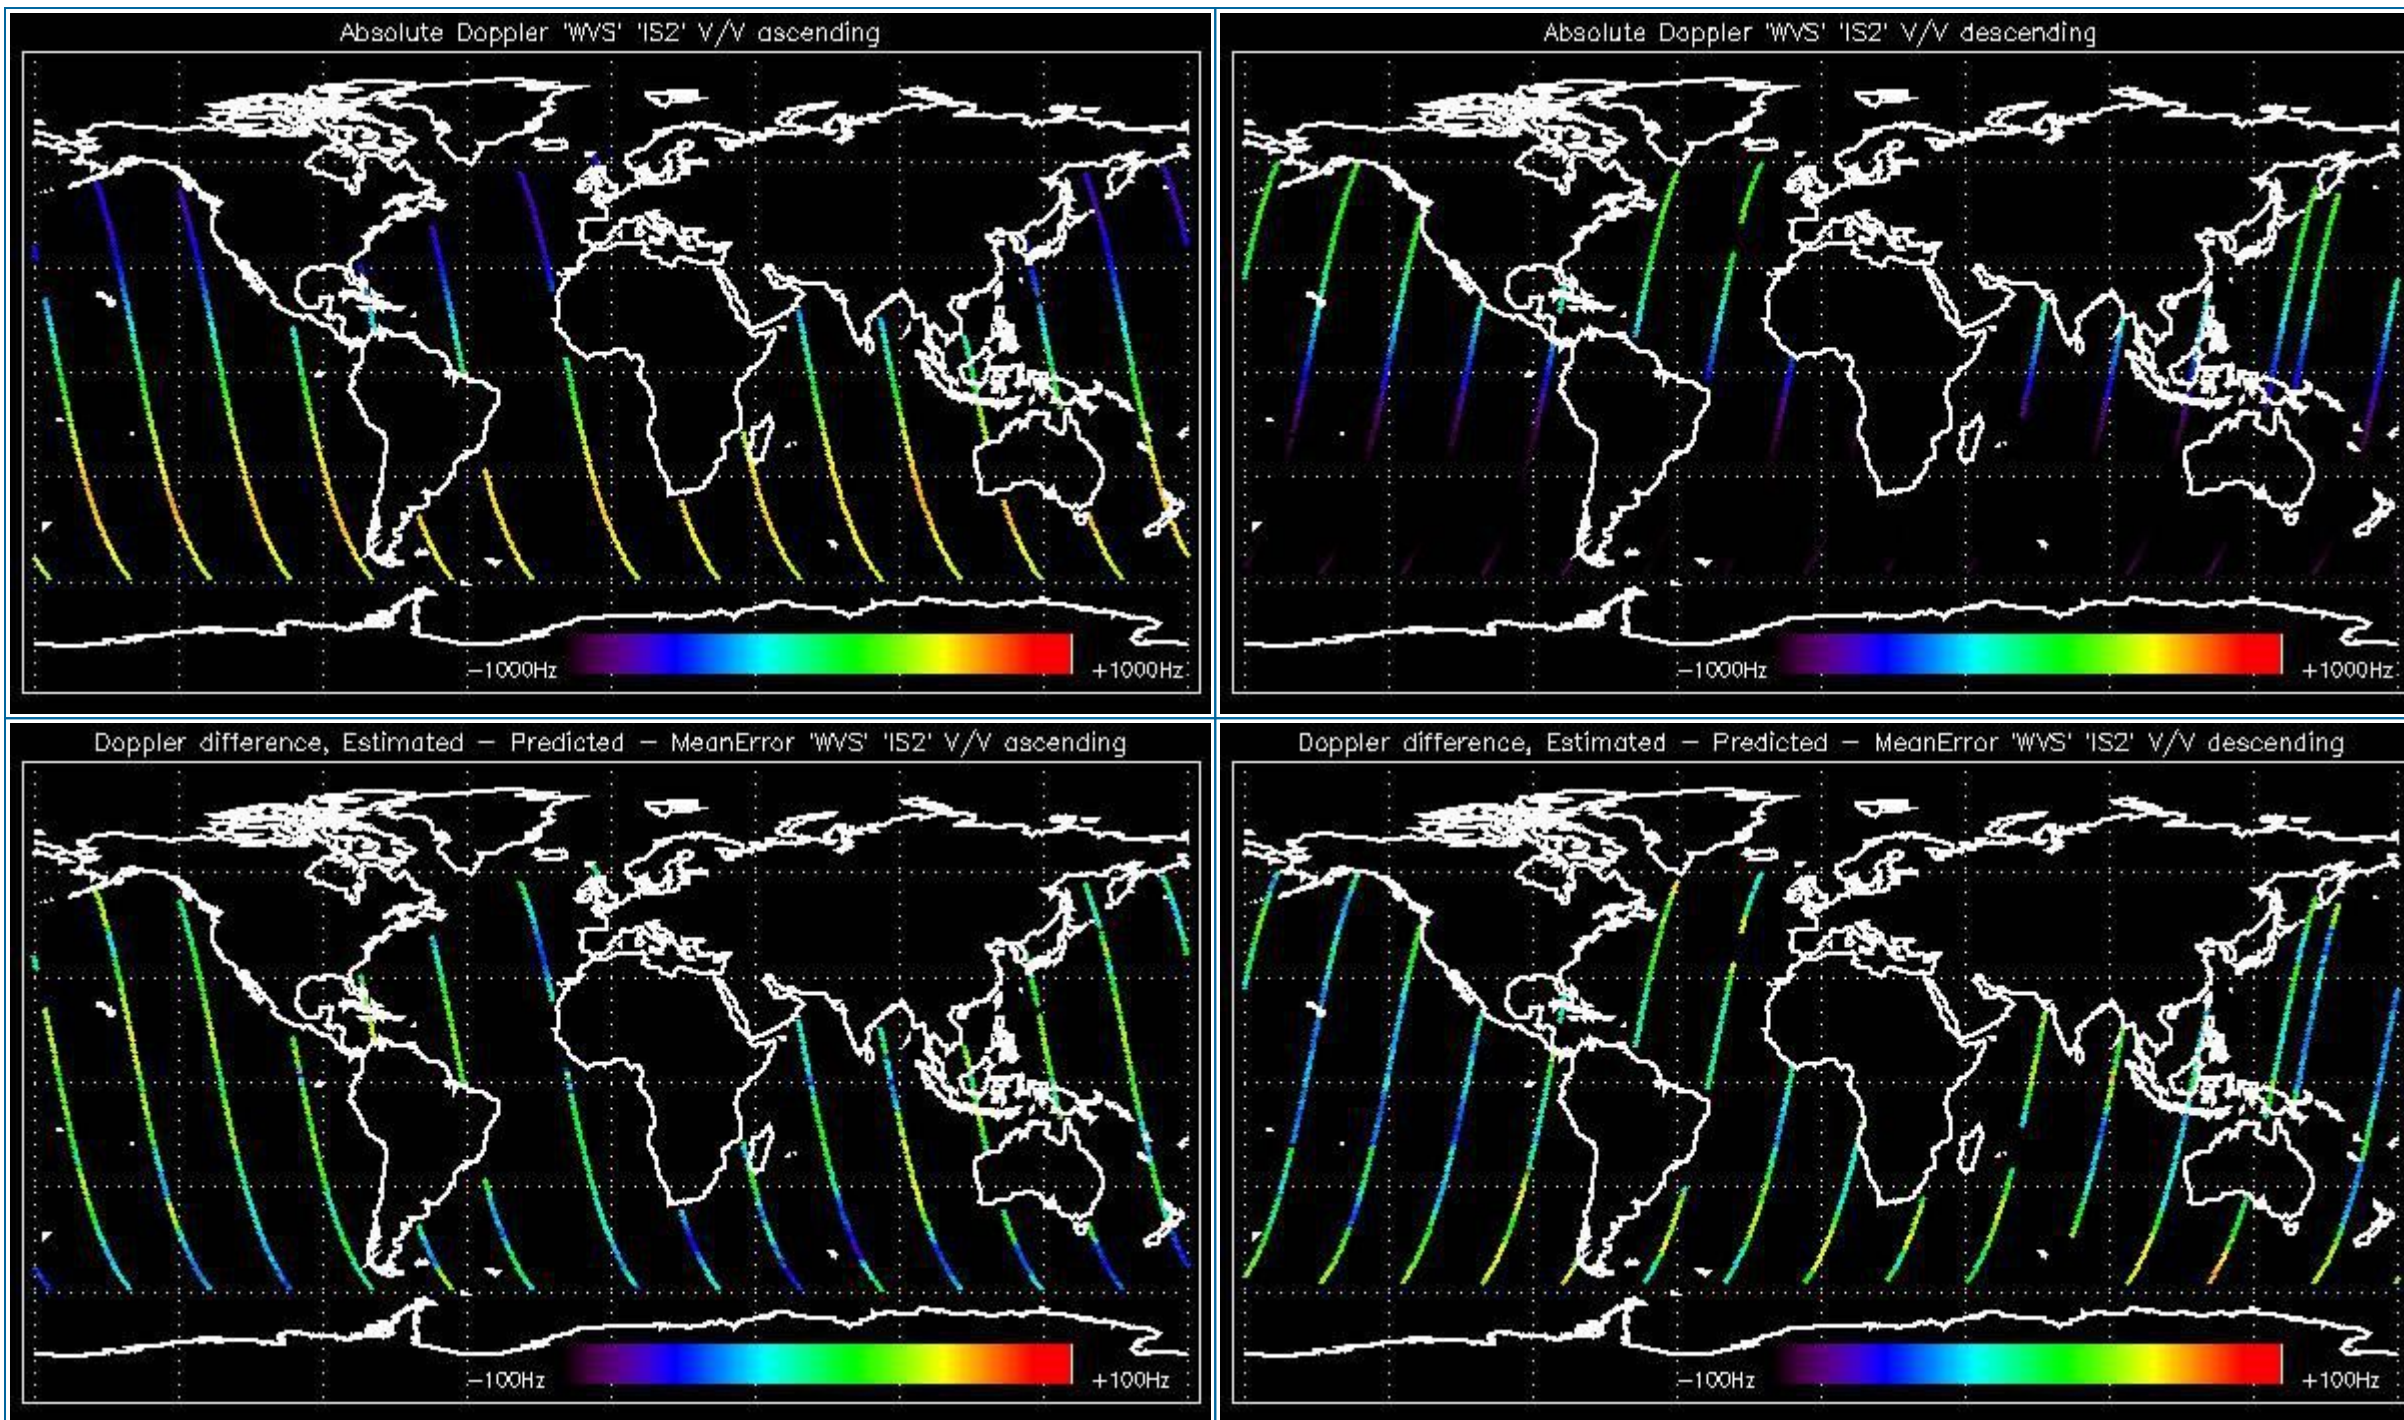 Absolute Doppler 'WVS' 'IS2' V/V ascending
−1000Hz
+1000Hz
Absolute Doppler 'WVS' 'IS2' V/V descending
−1000Hz
+1000Hz
Doppler difference, Estimated − Predicted − MeanError 'WVS' 'IS2' V/V ascending
−100Hz
+100Hz
Doppler difference, Estimated − Predicted − MeanError 'WVS' 'IS2' V/V descending
−100Hz
+100Hz